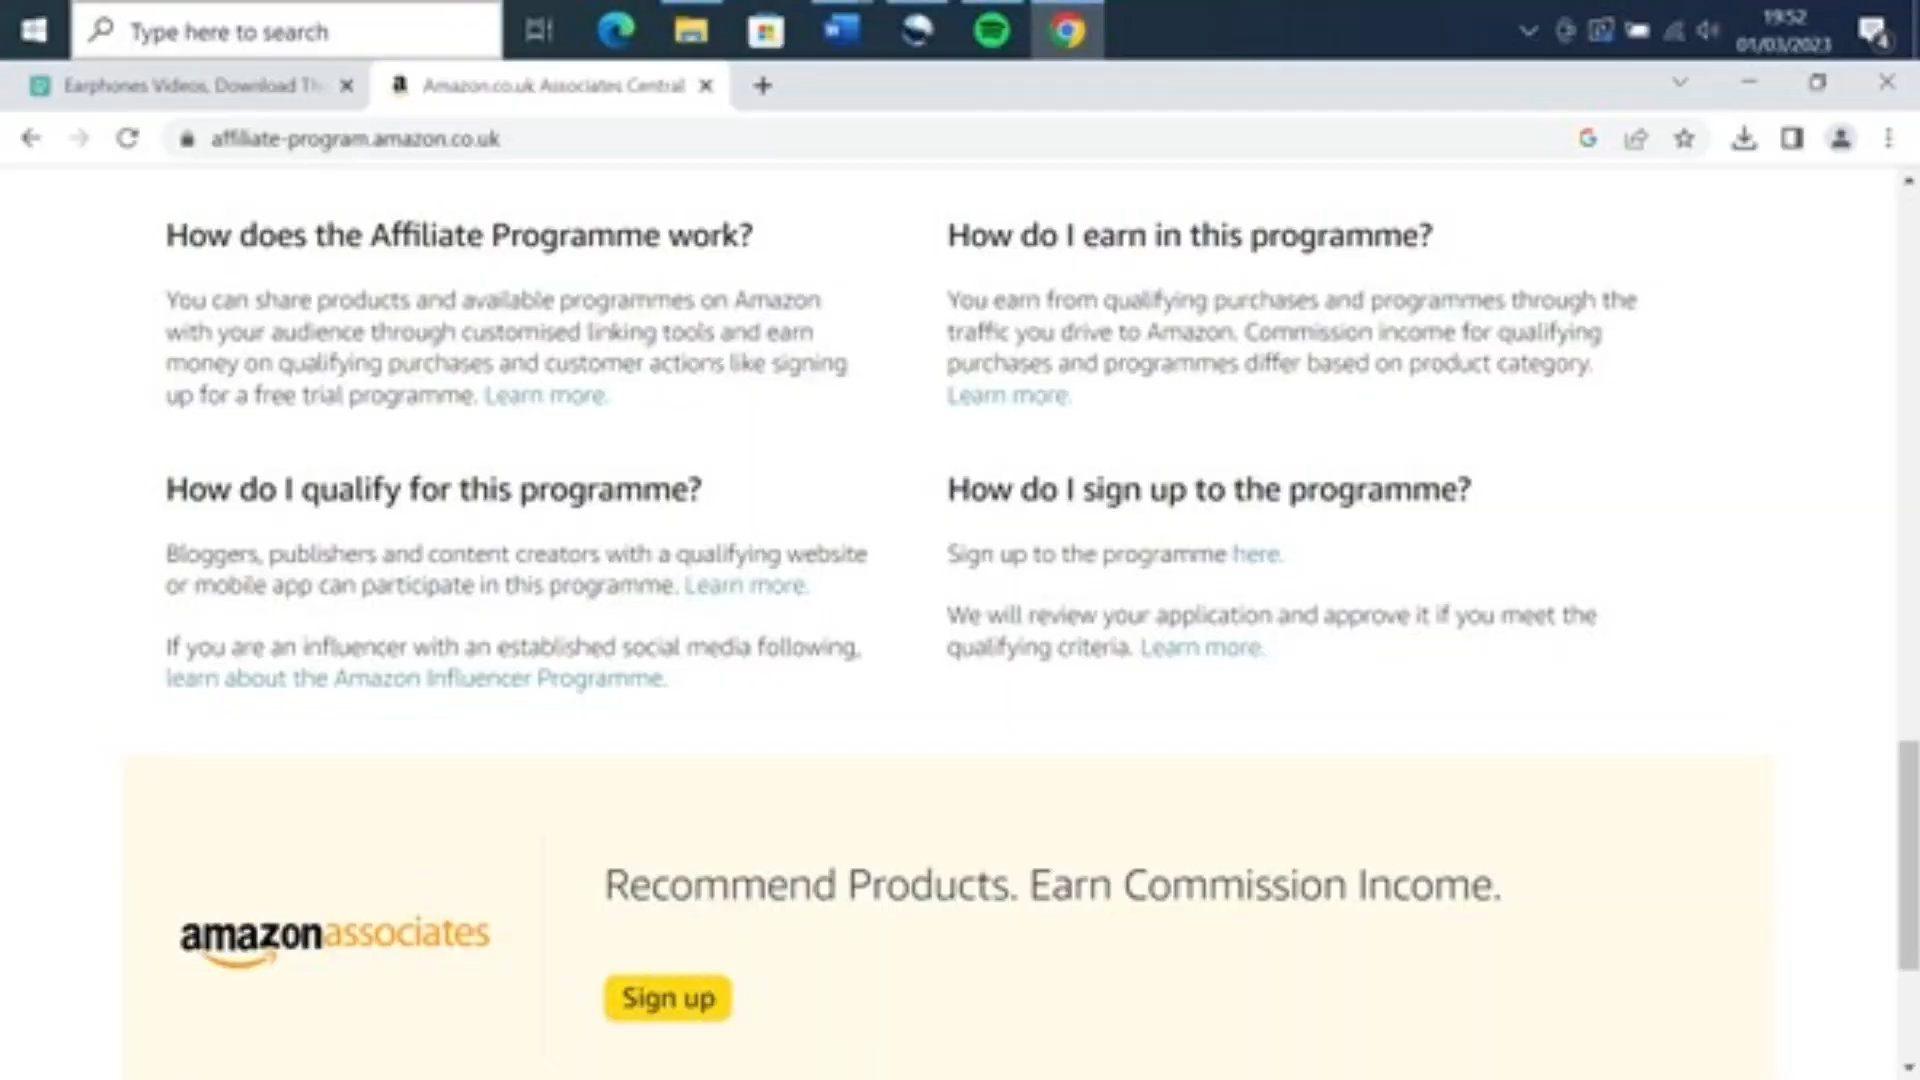 Type here to search
19:52
01/03/2023
4
Earphones Videos, Download Th
Amazon.co.uk Associates Central
affiliate-program.amazon.co.uk
How does the Affiliate Programme work?
You can share products and available programmes on Amazon
with your audience through customised linking tools and earn
money on qualifying purchases and customer actions like signing
up for a free trial programme. Learn more.
How do I earn in this programme?
You earn from qualifying purchases and programmes through the
traffic you drive to Amazon. Commission income for qualifying
purchases and programmes differ based on product category.
Learn more.
How do I qualify for this programme?
Bloggers, publishers and content creators with a qualifying website
or mobile app can participate in this programme. Learn more.
If you are an influencer with an established social media following,
learn about the Amazon Influencer Programme.
How do I sign up to the programme?
Sign up to the programme here.
We will review your application and approve it if you meet the
qualifying criteria. Learn more.
amazonassociates
Recommend Products. Earn Commission Income.
Sign up